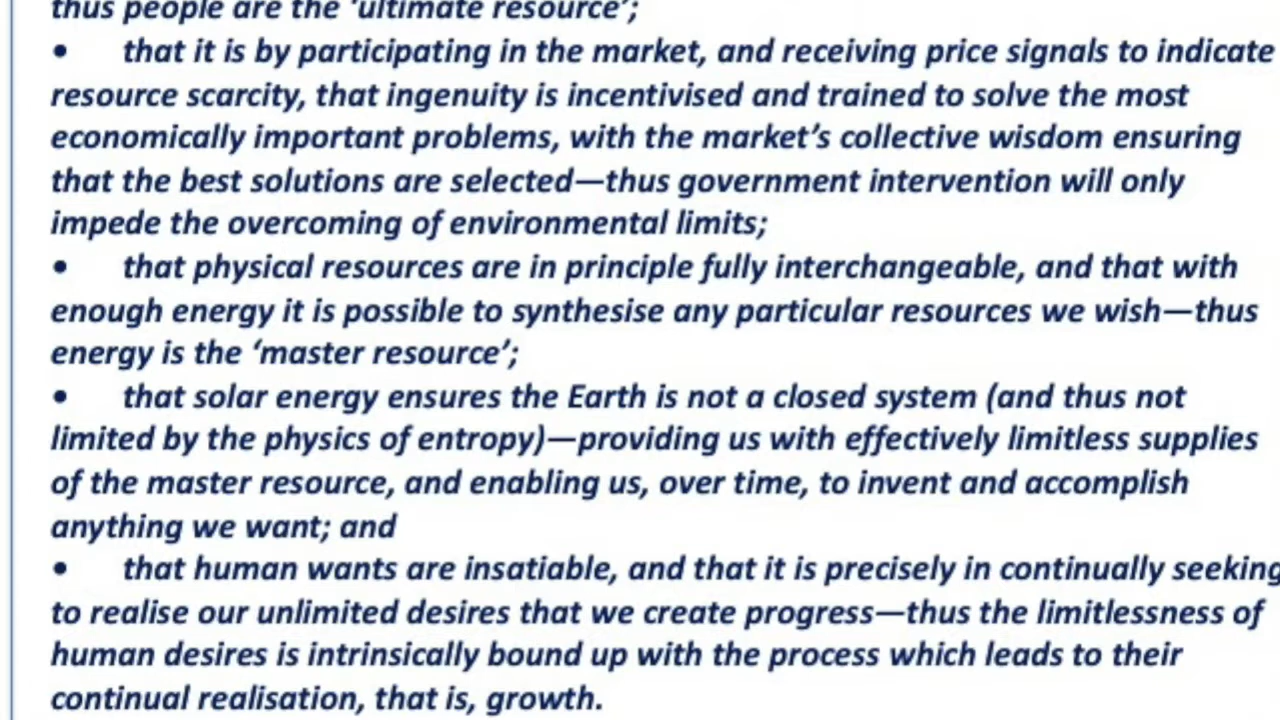 thus people are the ‘ultimate resource’;
• that it is by participating in the market, and receiving price signals to indicate
resource scarcity, that ingenuity is incentivised and trained to solve the most
economically important problems, with the market’s collective wisdom ensuring
that the best solutions are selected—thus government intervention will only
impede the overcoming of environmental limits;
• that physical resources are in principle fully interchangeable, and that with
enough energy it is possible to synthesise any particular resources we wish—thus
energy is the ‘master resource’;
• that solar energy ensures the Earth is not a closed system (and thus not
limited by the physics of entropy)—providing us with effectively limitless supplies
of the master resource, and enabling us, over time, to invent and accomplish
anything we want; and
• that human wants are insatiable, and that it is precisely in continually seeking
to realise our unlimited desires that we create progress—thus the limitlessness of
human desires is intrinsically bound up with the process which leads to their
continual realisation, that is, growth.